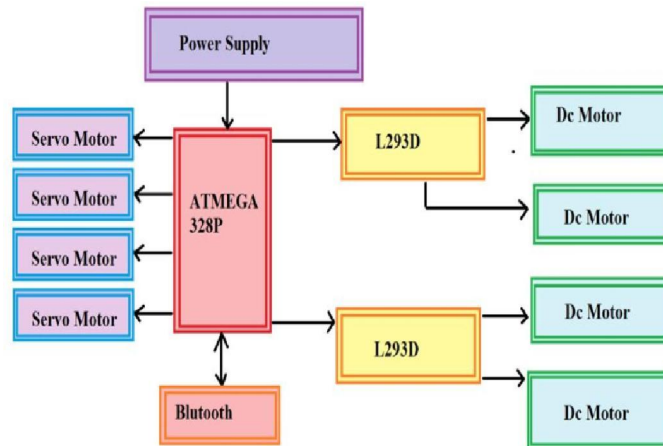 Power Supply
Servo Motor
Servo Motor
Servo Motor
Servo Motor
ATMEGA
328P
Blutooth
L293D
L293D
Dc Motor
Dc Motor
Dc Motor
Dc Motor